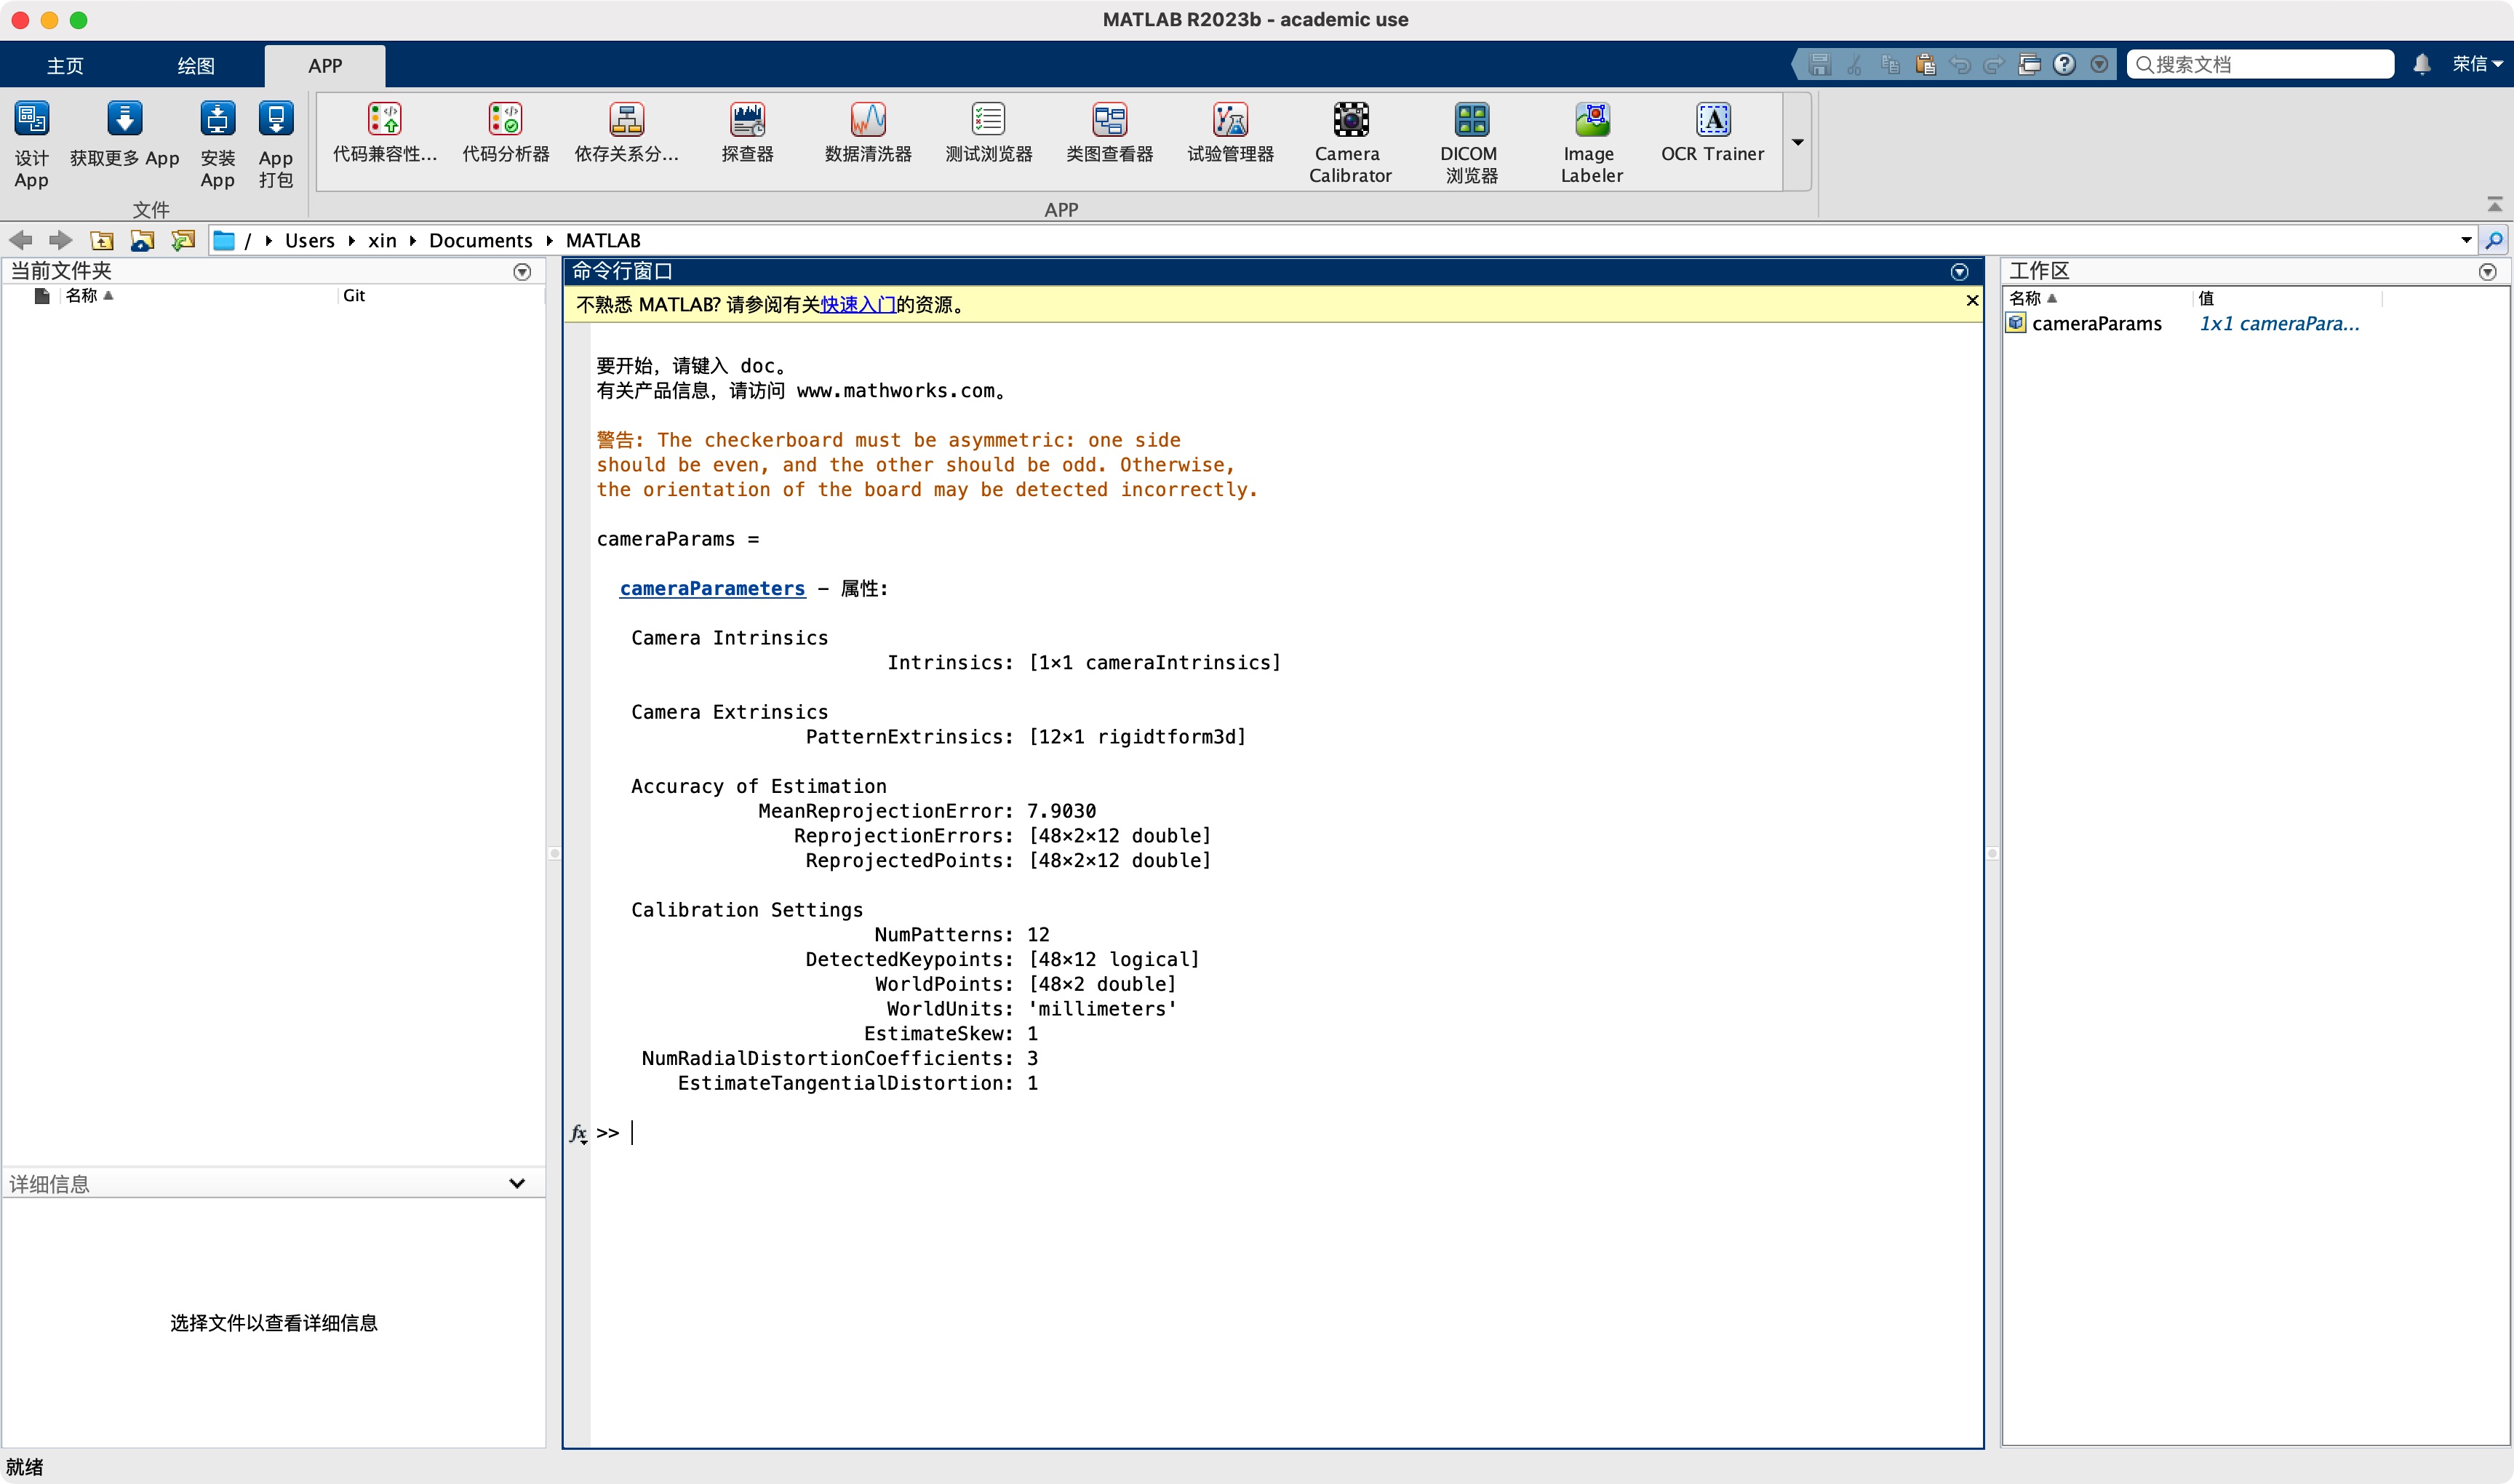 MATLAB R2023b - academic use
主页 绘图 APP
搜索文档
荣信
设计 App
获取更多 App
安装 App
App 打包
代码兼容性...
代码分析器
依存关系分...
探查器
数据清洗器
测试浏览器
类图查看器
试验管理器
Camera Calibrator
DICOM 浏览器
Image Labeler
OCR Trainer
文件
APP
/ Users xin Documents MATLAB
当前文件夹
名称 Git
命令行窗口
不熟悉 MATLAB? 请参阅有关快速入门的资源。
要开始，请键入 doc。
有关产品信息，请访问 www.mathworks.com。
警告: The checkerboard must be asymmetric: one side
should be even, and the other should be odd. Otherwise,
the orientation of the board may be detected incorrectly.
cameraParams =
cameraParameters - 属性:
Camera Intrinsics
Intrinsics: [1×1 cameraIntrinsics]
Camera Extrinsics
PatternExtrinsics: [12×1 rigidtform3d]
Accuracy of Estimation
MeanReprojectionError: 7.9030
ReprojectionErrors: [48×2×12 double]
ReprojectedPoints: [48×2×12 double]
Calibration Settings
NumPatterns: 12
DetectedKeypoints: [48×12 logical]
WorldPoints: [48×2 double]
WorldUnits: 'millimeters'
EstimateSkew: 1
NumRadialDistortionCoefficients: 3
EstimateTangentialDistortion: 1
fx >>
工作区
名称 值
cameraParams 1x1 cameraPara...
详细信息
选择文件以查看详细信息
就绪